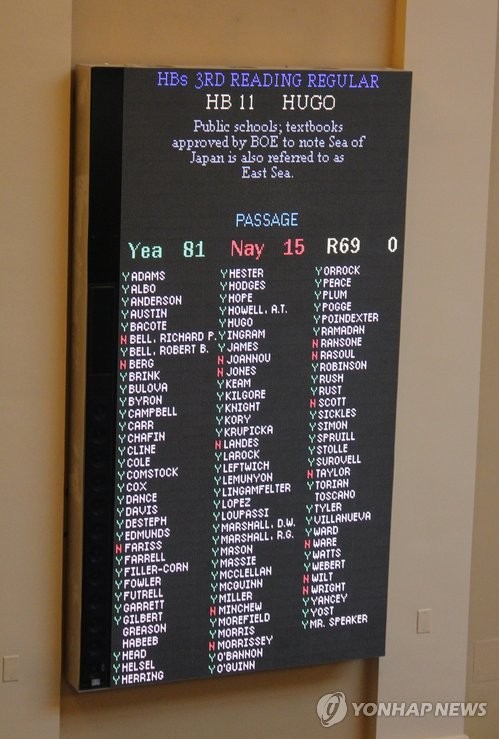 HBs 3RD READING REGULAR
HB 11 HUGO
Public schools; textbooks
approved by BOE to note Sea of
Japan is also referred to as
East Sea.
PASSAGE
Yea 81 Nay 15 R69 0
Y ADAMS
Y ALBO
Y ANDERSON
Y AUSTIN
Y BACOTE
N BELL, RICHARD P.
Y BELL, ROBERT B.
N BERG
Y BRINK
Y BULOVA
Y BYRON
Y CAMPBELL
Y CARR
Y CHAFIN
Y CLINE
Y COLE
Y COMSTOCK
Y COX
Y DANCE
Y DAVIS
Y DESTEPH
Y EDMUNDS
N FARISS
Y FARRELL
Y FILLER-CORN
Y FOWLER
Y FUTRELL
Y GARRETT
Y GILBERT
GREASON
HABEEB
Y HEAD
Y HELSEL
Y HERRING
Y HESTER
Y HODGES
Y HOPE
Y HOWELL, A.T.
Y HUGO
Y INGRAM
Y JAMES
N JOANNOU
N JONES
Y KEAM
Y KILGORE
Y KNIGHT
Y KORY
Y KRUPICKA
N LANDES
Y LAROCK
Y LEFTWICH
Y LEMUNYON
Y LINGAMFELTER
Y LOPEZ
Y LOUPASSI
Y MARSHALL, D.W.
Y MARSHALL, R.G.
Y MASON
Y MASSIE
Y MCCLELLAN
Y MCQUINN
Y MILLER
N MINCHEW
Y MOREFIELD
Y MORRIS
N MORRISSEY
Y O'BANNON
Y O'QUINN
Y ORROCK
Y PEACE
Y PLUM
Y POGGE
Y POINDEXTER
Y RAMADAN
N RANSONE
N RASOUL
Y ROBINSON
Y RUSH
Y RUST
N SCOTT
Y SICKLES
Y SIMON
Y SPRUILL
Y STOLLE
Y SUROVELL
N TAYLOR
Y TORIAN
TOSCANO
Y TYLER
Y VILLANUEVA
Y WARD
N WARE
Y WATTS
Y WEBERT
N WILT
N WRIGHT
Y YANCEY
Y YOST
Y MR. SPEAKER
YONHAP NEWS